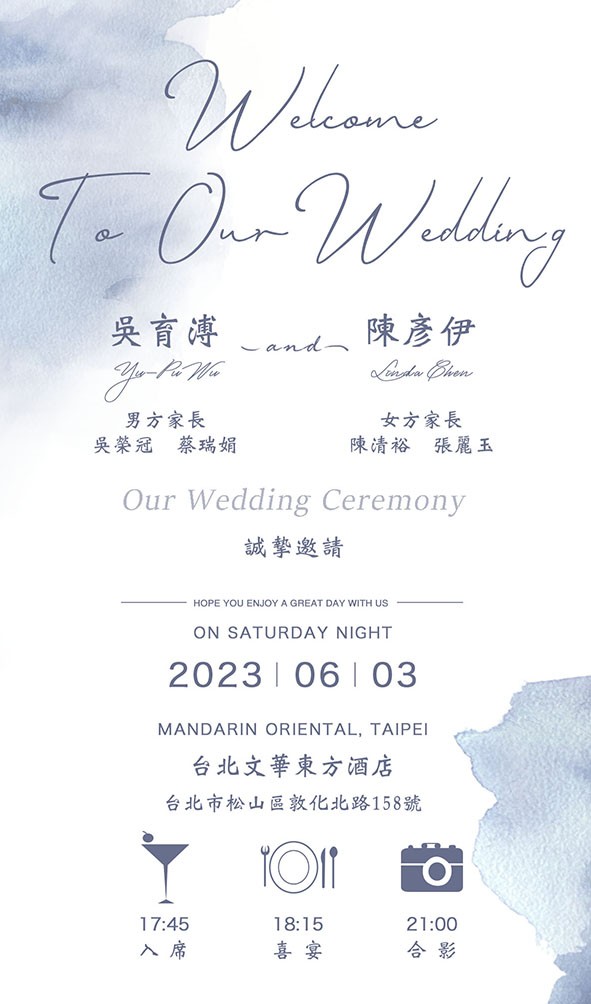 Welcome
To Our Wedding
吳育溥 and 陳彥伊
Yu-Pu Wu Linda Chen
男方家長 女方家長
吳榮冠 蔡瑞娟 陳清裕 張麗玉
Our Wedding Ceremony
誠摯邀請
HOPE YOU ENJOY A GREAT DAY WITH US
ON SATURDAY NIGHT
2023 | 06 | 03
MANDARIN ORIENTAL, TAIPEI
台北文華東方酒店
台北市松山區敦化北路158號
17:45 18:15 21:00
入席 喜宴 合影